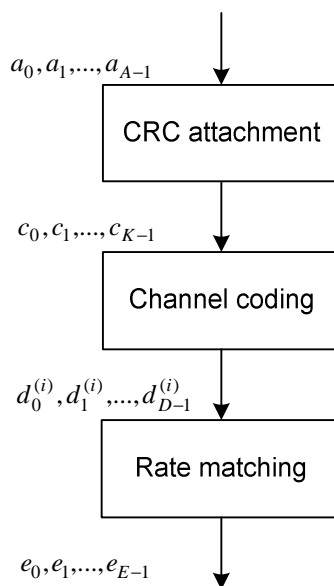 a_0, a_1,..., a_{A-1}
CRC attachment
c_0, c_1,..., c_{K-1}
Channel coding
d_0^{(i)}, d_1^{(i)},..., d_{D-1}^{(i)}
Rate matching
e_0, e_1,..., e_{E-1}